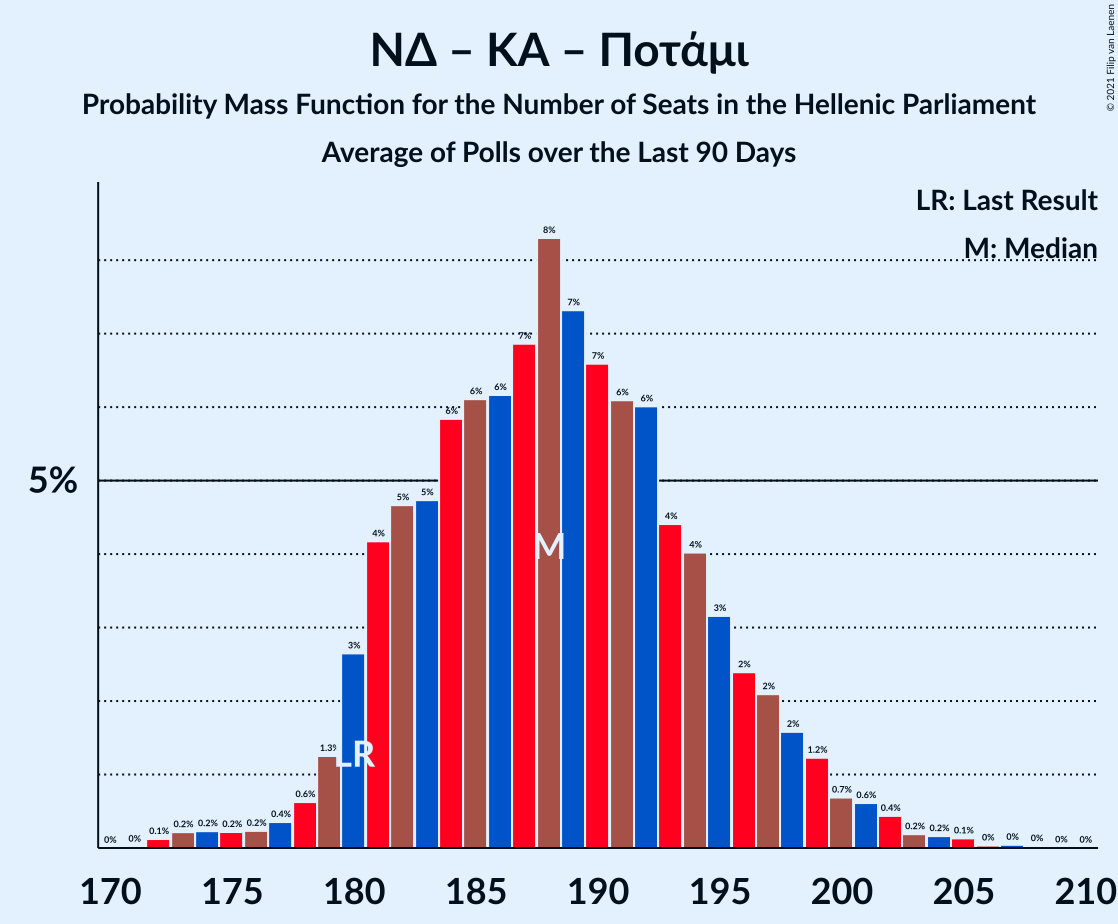 ΝΔ – ΚΑ – Ποτάμι
Probability Mass Function for the Number of Seats in the Hellenic Parliament
Average of Polls over the Last 90 Days
© 2021 Filip van Laenen
LR: Last Result
M: Median
5%
0% 0% 0.1% 0.2% 0.2% 0.2% 0.2% 0.4% 0.6% 1.3% 3% 4% 5% 5% 6% 6% 6% 7% 8% 7% 7% 6% 6% 4% 4% 3% 2% 2% 2% 1.2% 0.7% 0.6% 0.4% 0.2% 0.2% 0.1% 0% 0% 0% 0% 0%
M
LR
170 175 180 185 190 195 200 205 210